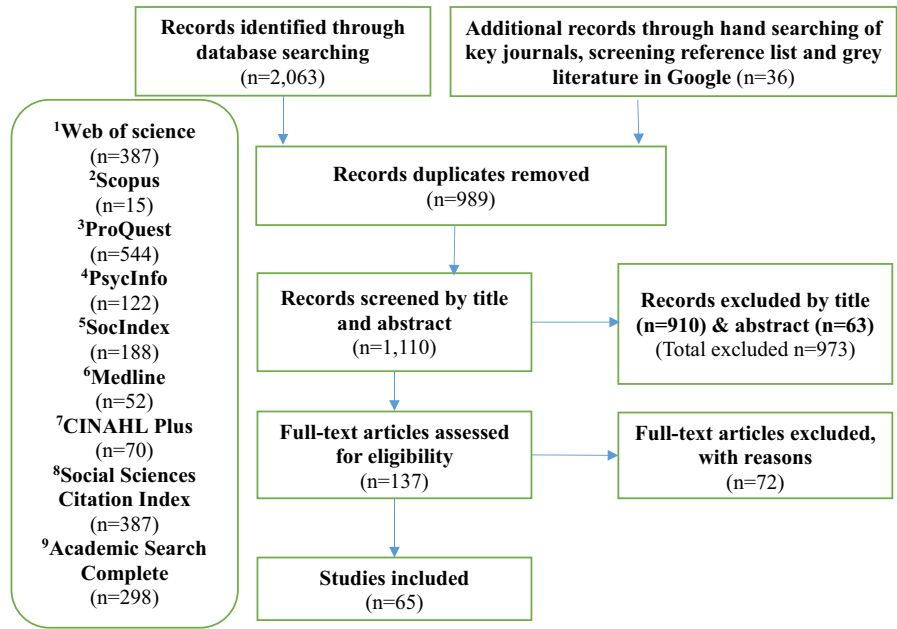 Records identified through
database searching
(n=2,063)
Additional records through hand searching of
key journals, screening reference list and grey
literature in Google (n=36)
¹Web of science
(n=387)
²Scopus
(n=15)
³ProQuest
(n=544)
⁴PsycInfo
(n=122)
⁵SocIndex
(n=188)
⁶Medline
(n=52)
⁷CINAHL Plus
(n=70)
⁸Social Sciences
Citation Index
(n=387)
⁹Academic Search
Complete
(n=298)
Records duplicates removed
(n=989)
Records screened by title
and abstract
(n=1,110)
Records excluded by title
(n=910) & abstract (n=63)
(Total excluded n=973)
Full-text articles assessed
for eligibility
(n=137)
Full-text articles excluded,
with reasons
(n=72)
Studies included
(n=65)